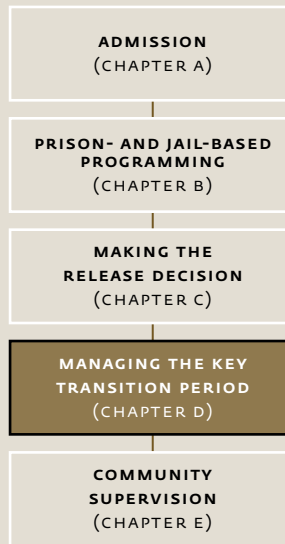 ADMISSION
(CHAPTER A)
PRISON- AND JAIL-BASED
PROGRAMMING
(CHAPTER B)
MAKING THE
RELEASE DECISION
(CHAPTER C)
MANAGING THE KEY
TRANSITION PERIOD
(CHAPTER D)
COMMUNITY
SUPERVISION
(CHAPTER E)